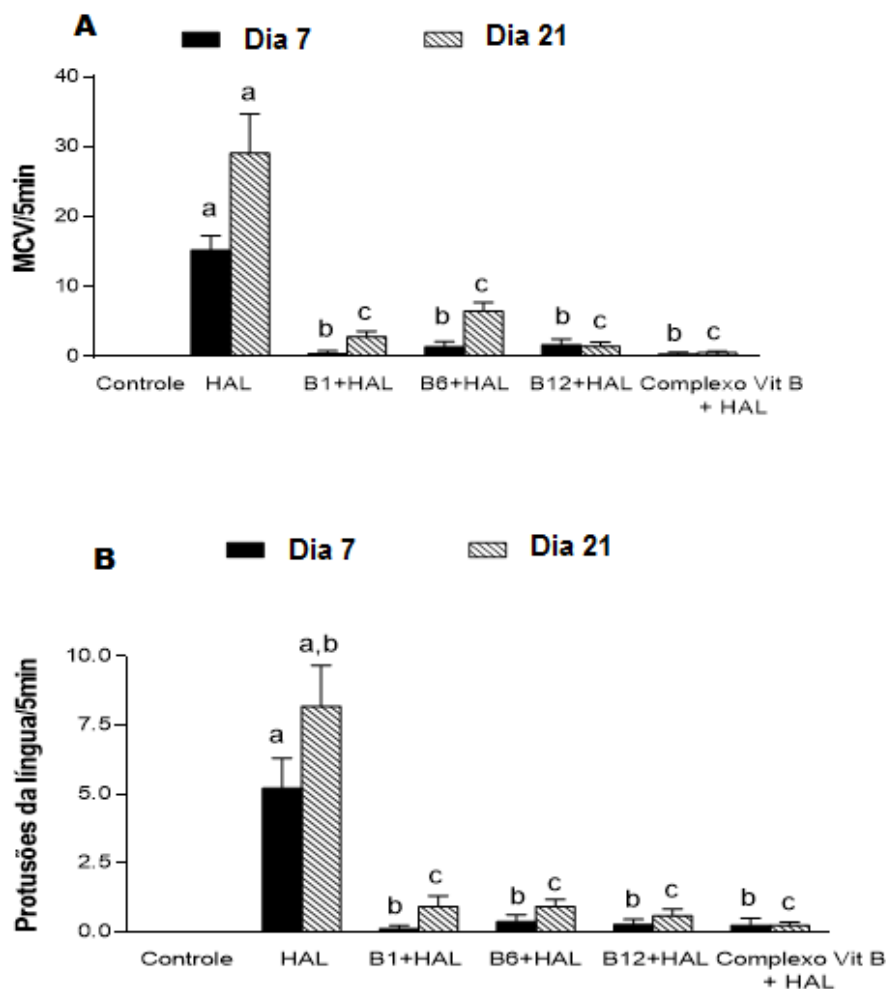 A
Dia 7
Dia 21
MCV/5min
40
30
20
10
0
a
a
b
c
b
c
b
c
b
c
Controle
HAL
B1+HAL
B6+HAL
B12+HAL
Complexo Vit B
+ HAL
B
Dia 7
Dia 21
Protusões da língua/5min
10.0
7.5
5.0
2.5
0.0
a
a,b
b
c
b
c
b
c
b
c
Controle
HAL
B1+HAL
B6+HAL
B12+HAL
Complexo Vit B
+ HAL